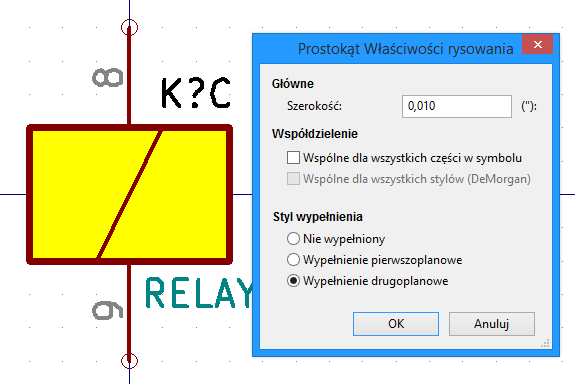 8
K?C
RELAY
9
Prostokąt Właściwości rysowania
Główne
Szerokość:
0,010
("):
Współdzielenie
Wspólne dla wszystkich części w symbolu
Wspólne dla wszystkich stylów (DeMorgan)
Styl wypełnienia
Nie wypełniony
Wypełnienie pierwszoplanowe
Wypełnienie drugoplanowe
OK
Anuluj